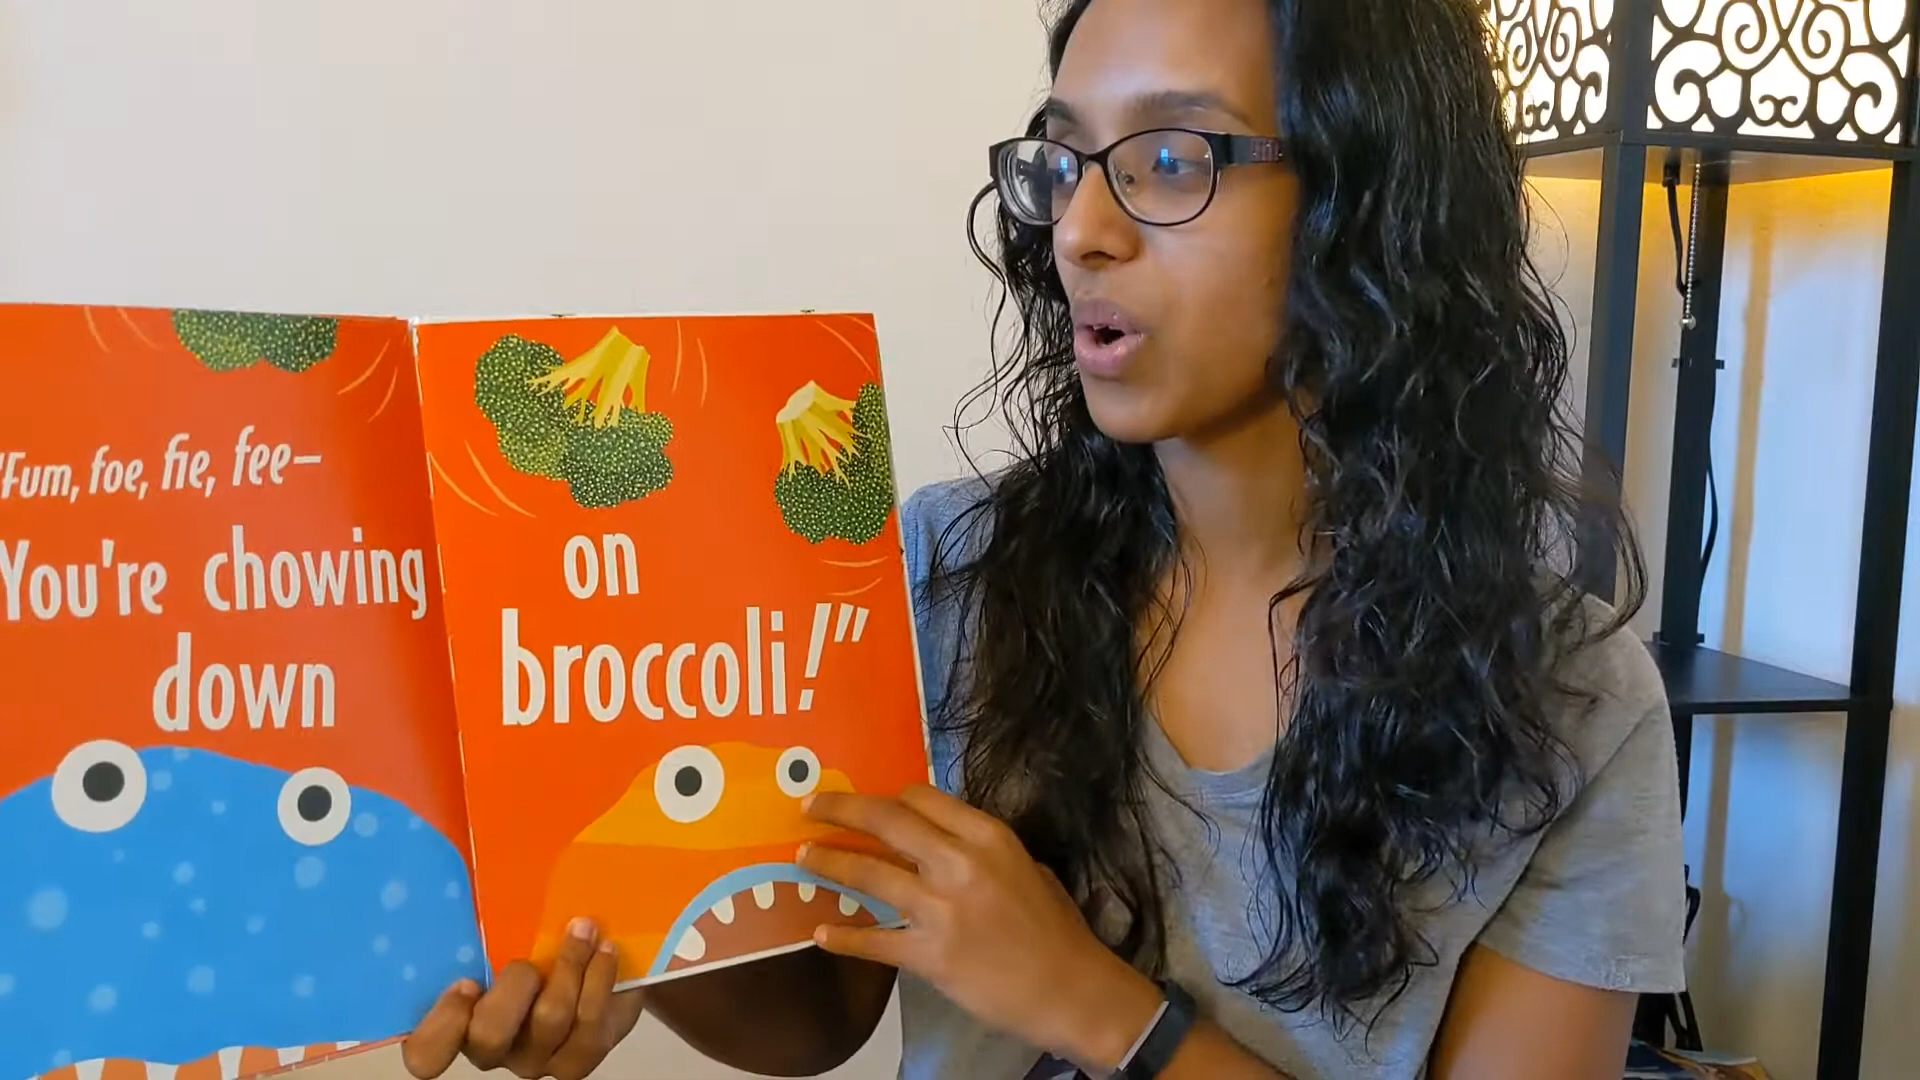 "Fum, foe, fie, fee—
You're chowing
down
on
broccoli!"